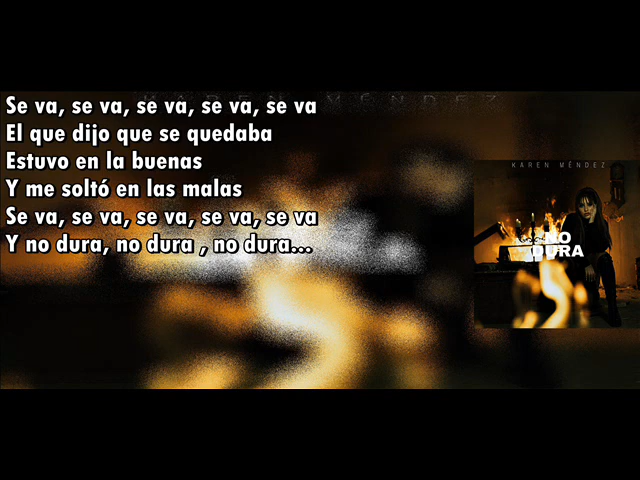 Se va, se va, se va, se va, se va
El que dijo que se quedaba
Estuvo en la buenas
Y me soltó en las malas
Se va, se va, se va, se va, se va
Y no dura, no dura , no dura...
KAREN MÉNDEZ
KAREN MÉNDEZ
NO
DURA